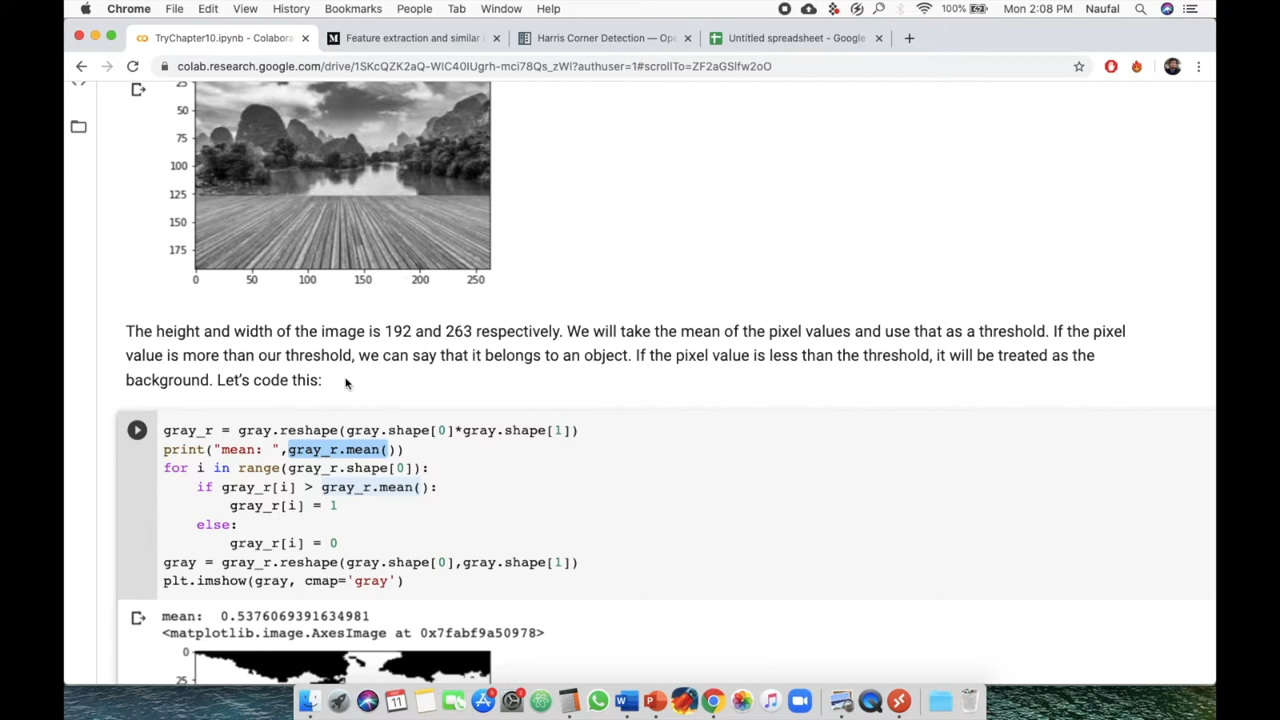 Chrome File Edit View History Bookmarks People Tab Window Help 100% Mon 2:08 PM Naufal
TryChapter10.ipynb - Colabora Feature extraction and similar i Harris Corner Detection — Ope Untitled spreadsheet - Google
colab.research.google.com/drive/1SKcQZK2aQ-WIC40IUgrh-mci78Qs_zWl?authuser=1#scrollTo=ZF2aGSlfw2oO
25
50
75
100
125
150
175
0 50 100 150 200 250
The height and width of the image is 192 and 263 respectively. We will take the mean of the pixel values and use that as a threshold. If the pixel
value is more than our threshold, we can say that it belongs to an object. If the pixel value is less than the threshold, it will be treated as the
background. Let's code this:
gray_r = gray.reshape(gray.shape[0]*gray.shape[1])
print("mean: ",gray_r.mean())
for i in range(gray_r.shape[0]):
if gray_r[i] > gray_r.mean():
gray_r[i] = 1
else:
gray_r[i] = 0
gray = gray_r.reshape(gray.shape[0],gray.shape[1])
plt.imshow(gray, cmap='gray')
mean: 0.5376069391634981
<matplotlib.image.AxesImage at 0x7fabf9a50978>
0
25